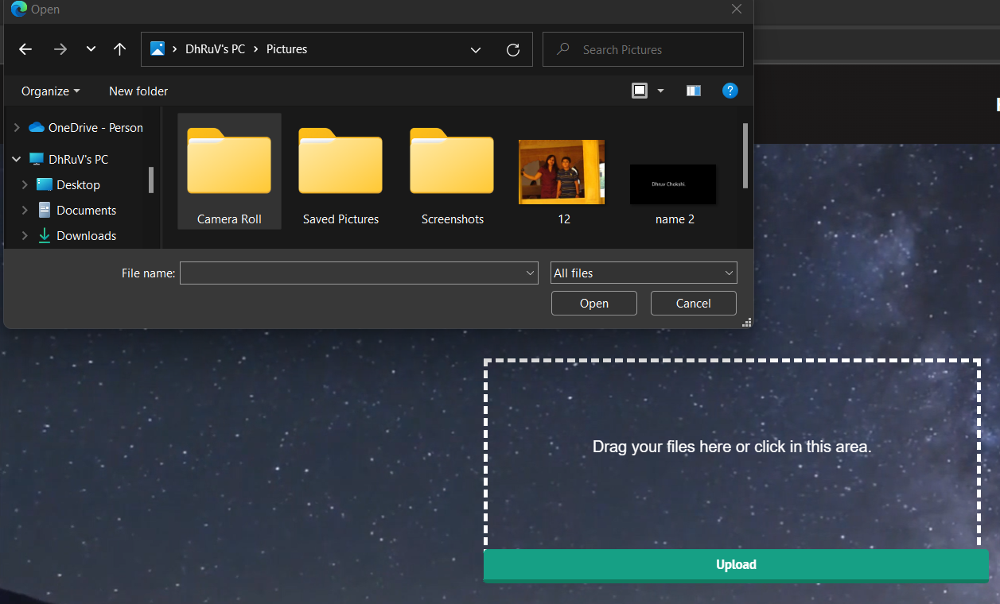 Open
DhRuV's PC > Pictures
Search Pictures
Organize
New folder
?
OneDrive - Person
DhRuV's PC
Desktop
Documents
Downloads
Camera Roll
Saved Pictures
Screenshots
12
Dhruv Chokshi.
name 2
File name:
All files
Open
Cancel
Drag your files here or click in this area.
Upload